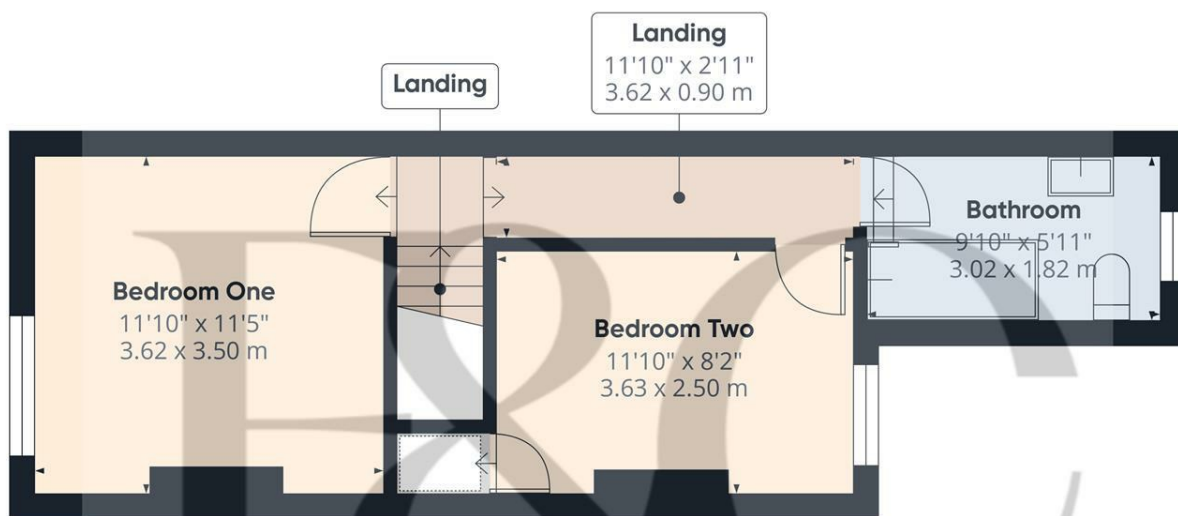 Landing
11'10" x 2'11"
3.62 x 0.90 m
Landing
Bathroom
9'10" x 5'11"
3.02 x 1.82 m
Bedroom One
11'10" x 11'5"
3.62 x 3.50 m
Bedroom Two
11'10" x 8'2"
3.63 x 2.50 m
F&C